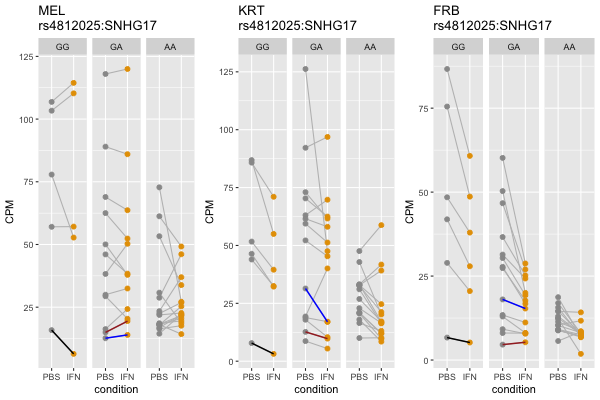 MEL
rs4812025:SNHG17
GG GA AA
125
100
75
50
25
CPM
PBS IFN PBS IFN PBS IFN
condition
KRT
rs4812025:SNHG17
GG GA AA
125
100
75
50
25
0
CPM
PBS IFN PBS IFN PBS IFN
condition
FRB
rs4812025:SNHG17
GG GA AA
75
50
25
0
CPM
PBS IFN PBS IFN PBS IFN
condition